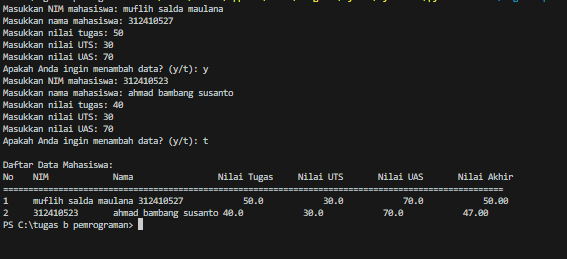 Masukkan NIM mahasiswa: muflih salda maulana
Masukkan nama mahasiswa: 312410527
Masukkan nilai tugas: 50
Masukkan nilai UTS: 30
Masukkan nilai UAS: 70
Apakah Anda ingin menambah data? (y/t): y
Masukkan NIM mahasiswa: 312410523
Masukkan nama mahasiswa: ahmad bambang susanto
Masukkan nilai tugas: 40
Masukkan nilai UTS: 30
Masukkan nilai UAS: 70
Apakah Anda ingin menambah data? (y/t): t
Daftar Data Mahasiswa:
No NIM Nama Nilai Tugas Nilai UTS Nilai UAS Nilai Akhir
====================================================================================================
1 muflih salda maulana 312410527 50.0 30.0 70.0 50.00
2 312410523 ahmad bambang susanto 40.0 30.0 70.0 47.00
PS C:\tugas b pemrograman>